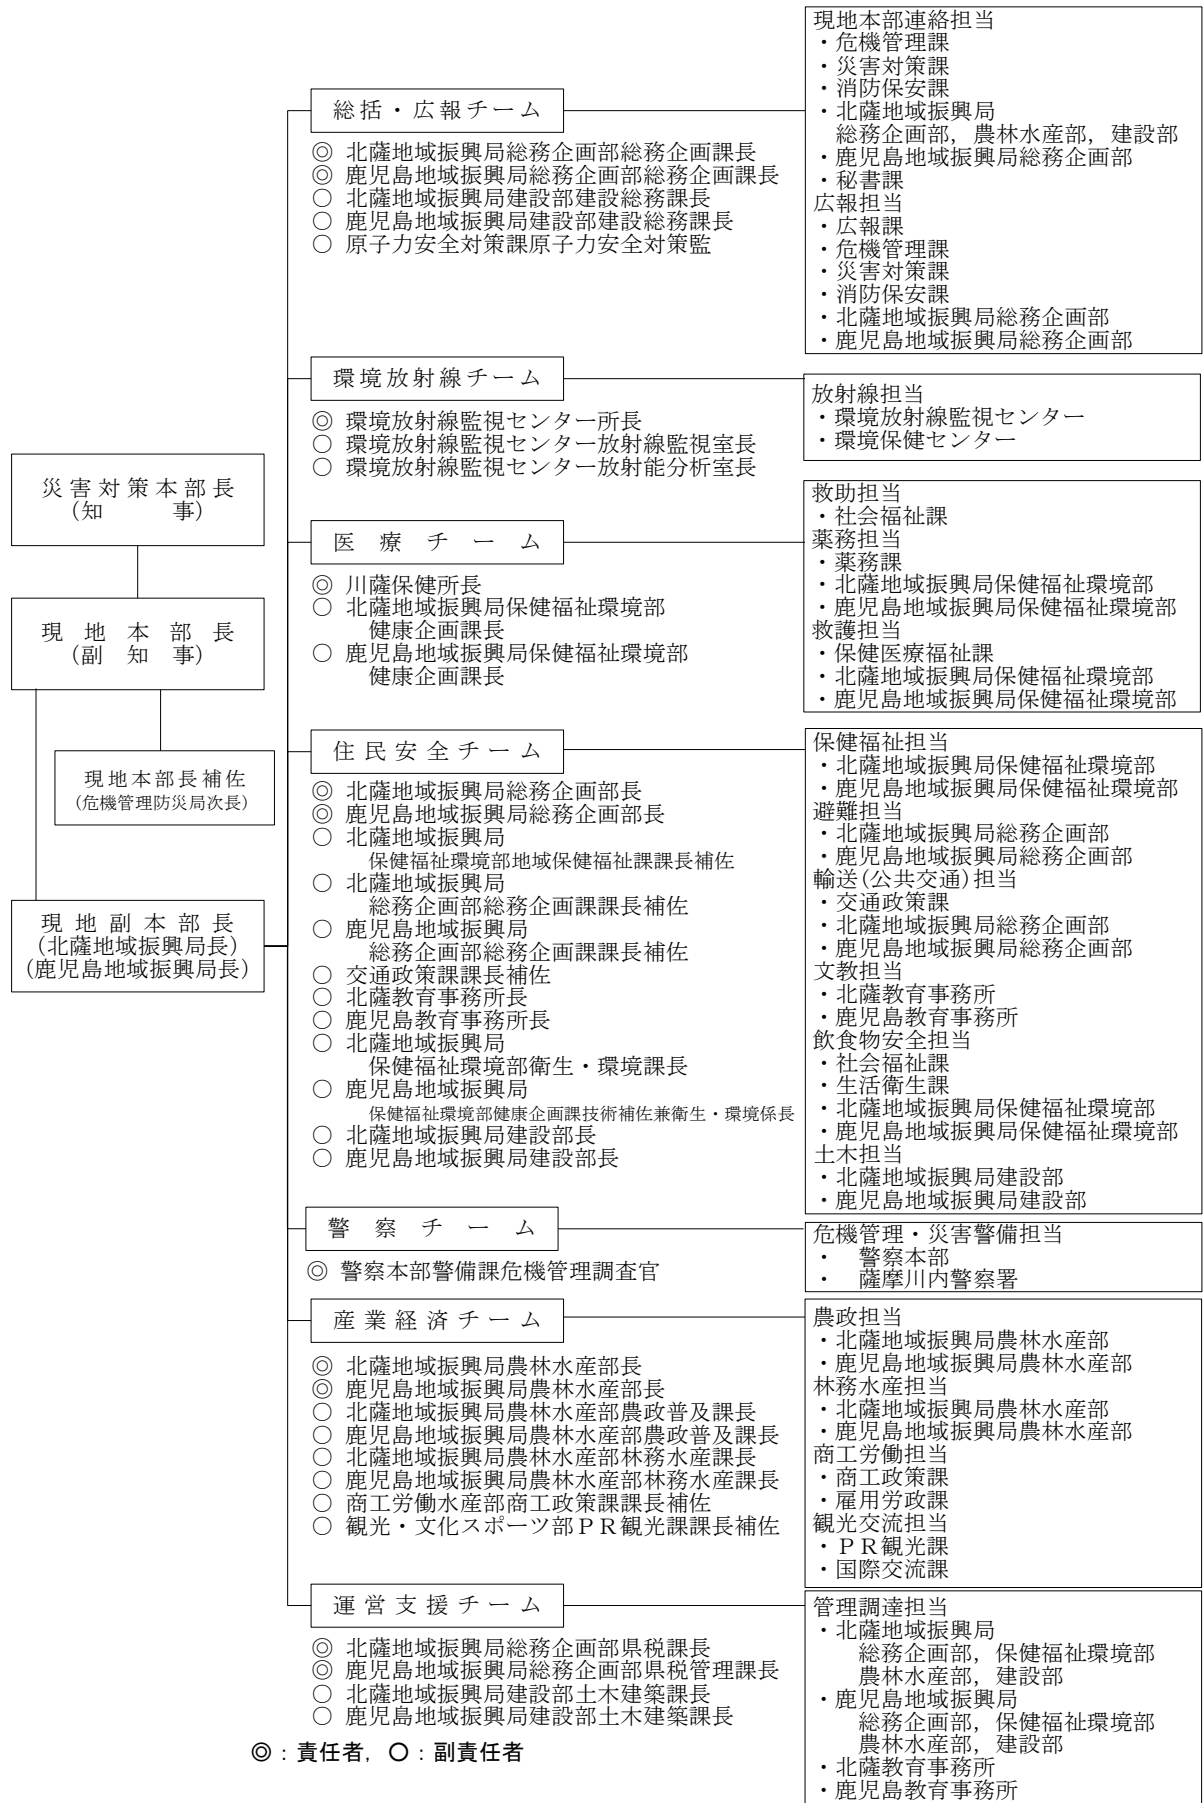 災害対策本部長
(知　　　事)
現地本部長
(副　知　事)
現地本部長補佐
(危機管理防災局次長)
現地副本部長
(北薩地域振興局長)
(鹿児島地域振興局長)
総括・広報チーム
◎ 北薩地域振興局総務企画部総務企画課長
◎ 鹿児島地域振興局総務企画部総務企画課長
○ 北薩地域振興局建設部建設総務課長
○ 鹿児島地域振興局建設部建設総務課長
○ 原子力安全対策課原子力安全対策監
現地本部連絡担当
・危機管理課
・災害対策課
・消防保安課
・北薩地域振興局
総務企画部，農林水産部，建設部
・鹿児島地域振興局総務企画部
・秘書課
広報担当
・広報課
・危機管理課
・災害対策課
・消防保安課
・北薩地域振興局総務企画部
・鹿児島地域振興局総務企画部
環境放射線チーム
◎ 環境放射線監視センター所長
○ 環境放射線監視センター放射線監視室長
○ 環境放射線監視センター放射能分析室長
放射線担当
・環境放射線監視センター
・環境保健センター
医療チーム
◎ 川薩保健所長
○ 北薩地域振興局保健福祉環境部
健康企画課長
○ 鹿児島地域振興局保健福祉環境部
健康企画課長
救助担当
・社会福祉課
薬務担当
・薬務課
・北薩地域振興局保健福祉環境部
・鹿児島地域振興局保健福祉環境部
救護担当
・保健医療福祉課
・北薩地域振興局保健福祉環境部
・鹿児島地域振興局保健福祉環境部
住民安全チーム
◎ 北薩地域振興局総務企画部長
◎ 鹿児島地域振興局総務企画部長
○ 北薩地域振興局
保健福祉環境部地域保健福祉課課長補佐
○ 北薩地域振興局
総務企画部総務企画課課長補佐
○ 鹿児島地域振興局
総務企画部総務企画課課長補佐
○ 交通政策課課長補佐
○ 北薩教育事務所長
○ 鹿児島教育事務所長
○ 北薩地域振興局
保健福祉環境部衛生・環境課長
○ 鹿児島地域振興局
保健福祉環境部健康企画課技術補佐兼衛生・環境係長
○ 北薩地域振興局建設部長
○ 鹿児島地域振興局建設部長
保健福祉担当
・北薩地域振興局保健福祉環境部
・鹿児島地域振興局保健福祉環境部
避難担当
・北薩地域振興局総務企画部
・鹿児島地域振興局総務企画部
輸送(公共交通)担当
・交通政策課
・北薩地域振興局総務企画部
・鹿児島地域振興局総務企画部
文教担当
・北薩教育事務所
・鹿児島教育事務所
飲食物安全担当
・社会福祉課
・生活衛生課
・北薩地域振興局保健福祉環境部
・鹿児島地域振興局保健福祉環境部
土木担当
・北薩地域振興局建設部
・鹿児島地域振興局建設部
警察チーム
◎ 警察本部警備課危機管理調査官
危機管理・災害警備担当
・　警察本部
・　薩摩川内警察署
産業経済チーム
◎ 北薩地域振興局農林水産部長
◎ 鹿児島地域振興局農林水産部長
○ 北薩地域振興局農林水産部農政普及課長
○ 鹿児島地域振興局農林水産部農政普及課長
○ 北薩地域振興局農林水産部林務水産課長
○ 鹿児島地域振興局農林水産部林務水産課長
○ 商工労働水産部商工政策課課長補佐
○ 観光・文化スポーツ部ＰＲ観光課課長補佐
農政担当
・北薩地域振興局農林水産部
・鹿児島地域振興局農林水産部
林務水産担当
・北薩地域振興局農林水産部
・鹿児島地域振興局農林水産部
商工労働担当
・商工政策課
・雇用労政課
観光交流担当
・ＰＲ観光課
・国際交流課
運営支援チーム
◎ 北薩地域振興局総務企画部県税課長
◎ 鹿児島地域振興局総務企画部県税管理課長
○ 北薩地域振興局建設部土木建築課長
○ 鹿児島地域振興局建設部土木建築課長
管理調達担当
・北薩地域振興局
総務企画部，保健福祉環境部
農林水産部，建設部
・鹿児島地域振興局
総務企画部，保健福祉環境部
農林水産部，建設部
・北薩教育事務所
・鹿児島教育事務所
◎：責任者，○：副責任者